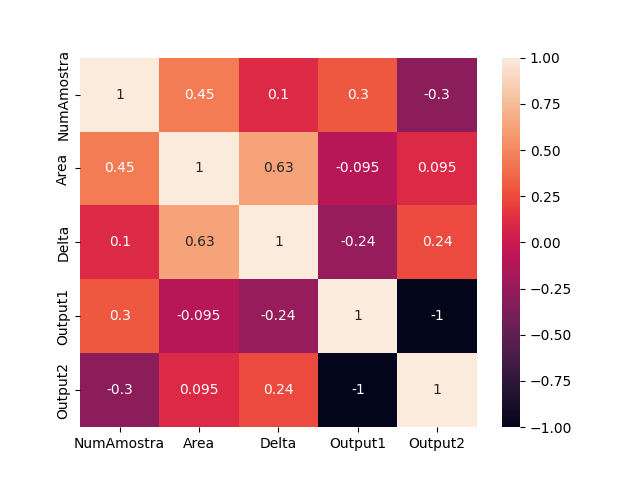 NumAmostra 1 0.45 0.1 0.3 -0.3
Area 0.45 1 0.63 -0.095 0.095
Delta 0.1 0.63 1 -0.24 0.24
Output1 0.3 -0.095 -0.24 1 -1
Output2 -0.3 0.095 0.24 -1 1
NumAmostra Area Delta Output1 Output2
1.00
0.75
0.50
0.25
0.00
−0.25
−0.50
−0.75
−1.00